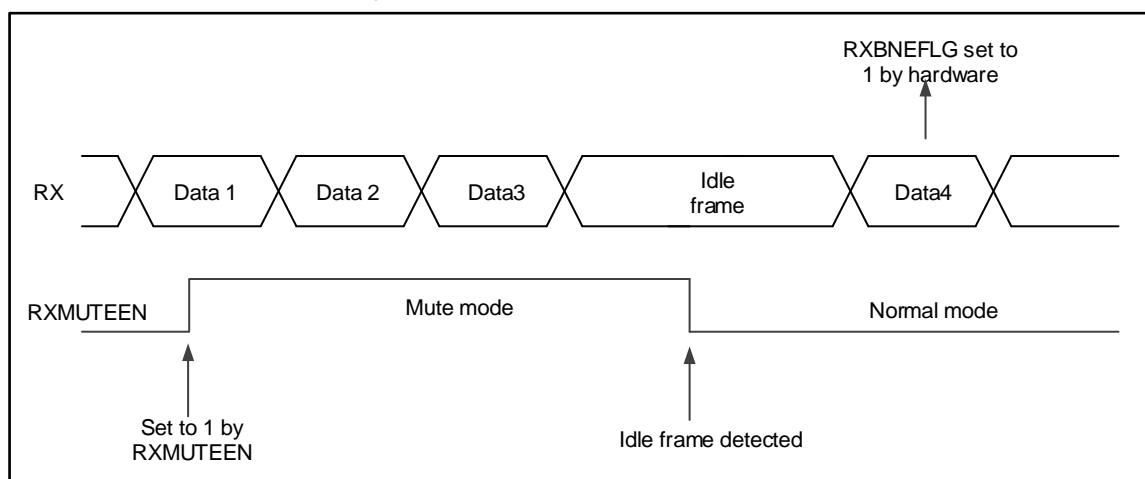 RXBNEFLG set to
1 by hardware
RX
Data 1
Data 2
Data3
Idle
frame
Data4
RXMUTEEN
Mute mode
Normal mode
Set to 1 by
RXMUTEEN
Idle frame detected